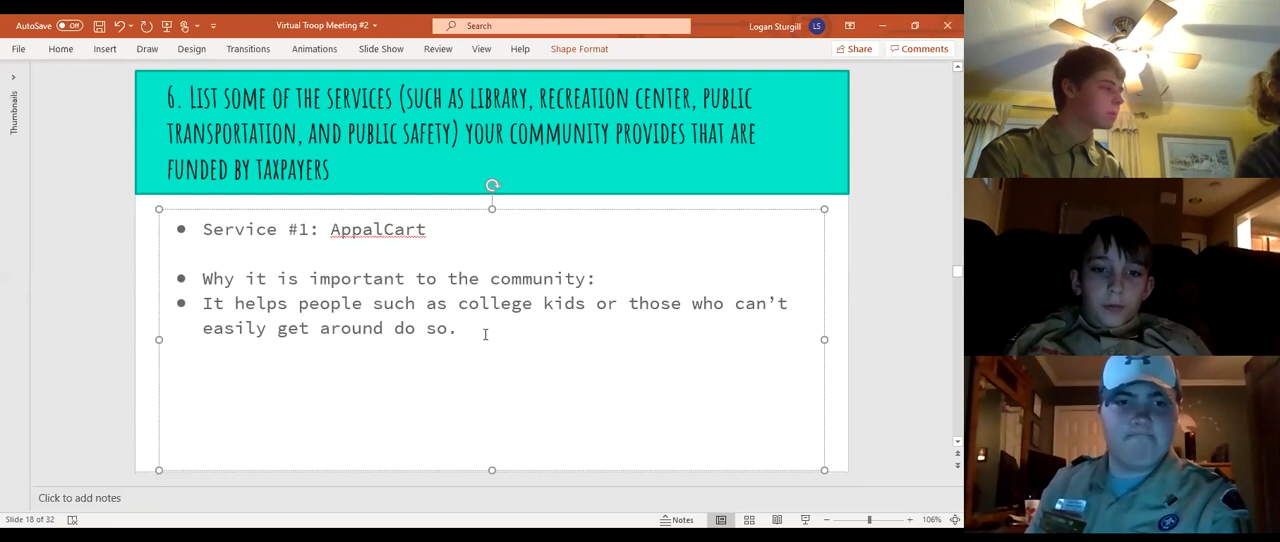 AutoSave Off Virtual Troop Meeting #2 Search Logan Sturgill LS
File Home Insert Draw Design Transitions Animations Slide Show Review View Help Shape Format Share Comments
Thumbnails
6. List some of the services (such as library, recreation center, public
transportation, and public safety) your community provides that are
funded by taxpayers
Service #1: AppalCart
Why it is important to the community:
It helps people such as college kids or those who can’t
easily get around do so.
Click to add notes
Slide 18 of 32 Notes 106%